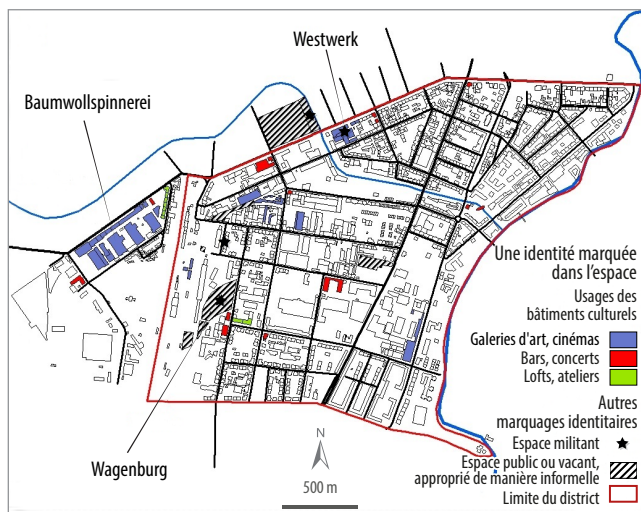 Westwerk
Baumwollspinnerei
Une identité marquée
dans l'espace
Usages des
bâtiments culturels
Galeries d'art, cinémas
Bars, concerts
Lofts, ateliers
Autres
marquages identitaires
Espace militant
Espace public ou vacant,
approprié de manière informelle
Limite du district
Wagenburg
N
500 m